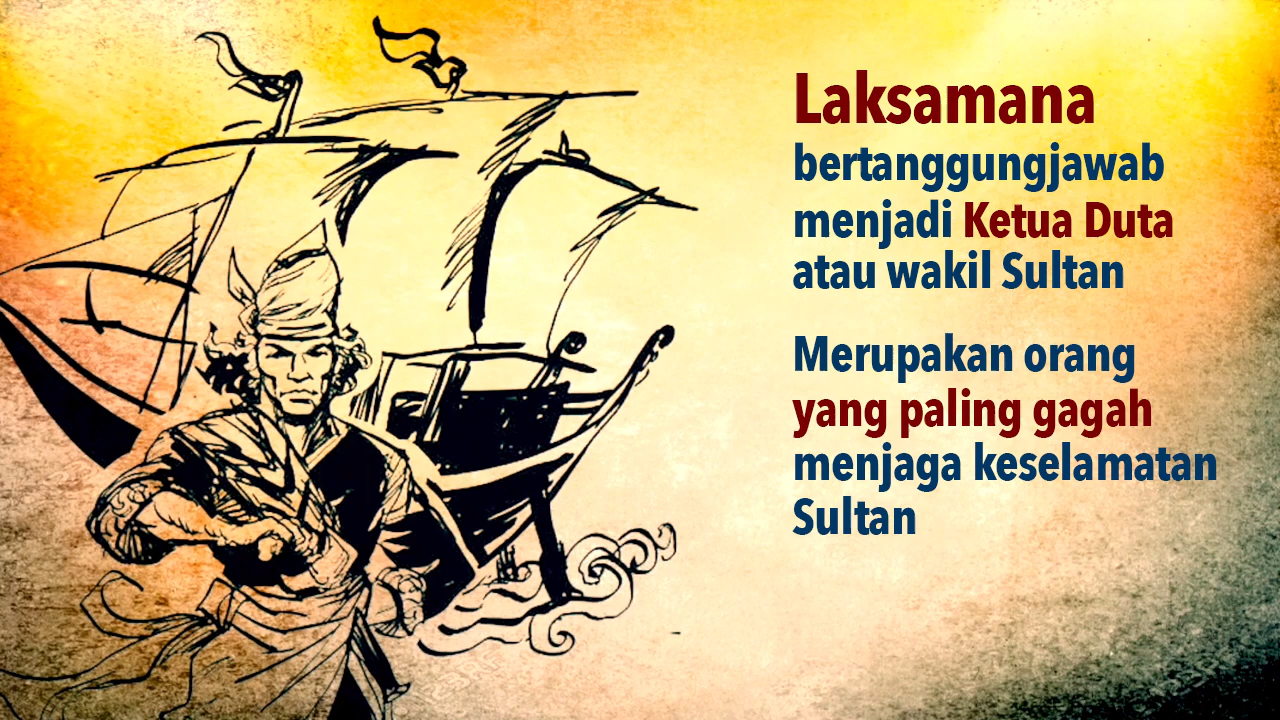 Laksamana
bertanggungjawab
menjadi Ketua Duta
atau wakil Sultan
Merupakan orang
yang paling gagah
menjaga keselamatan
Sultan